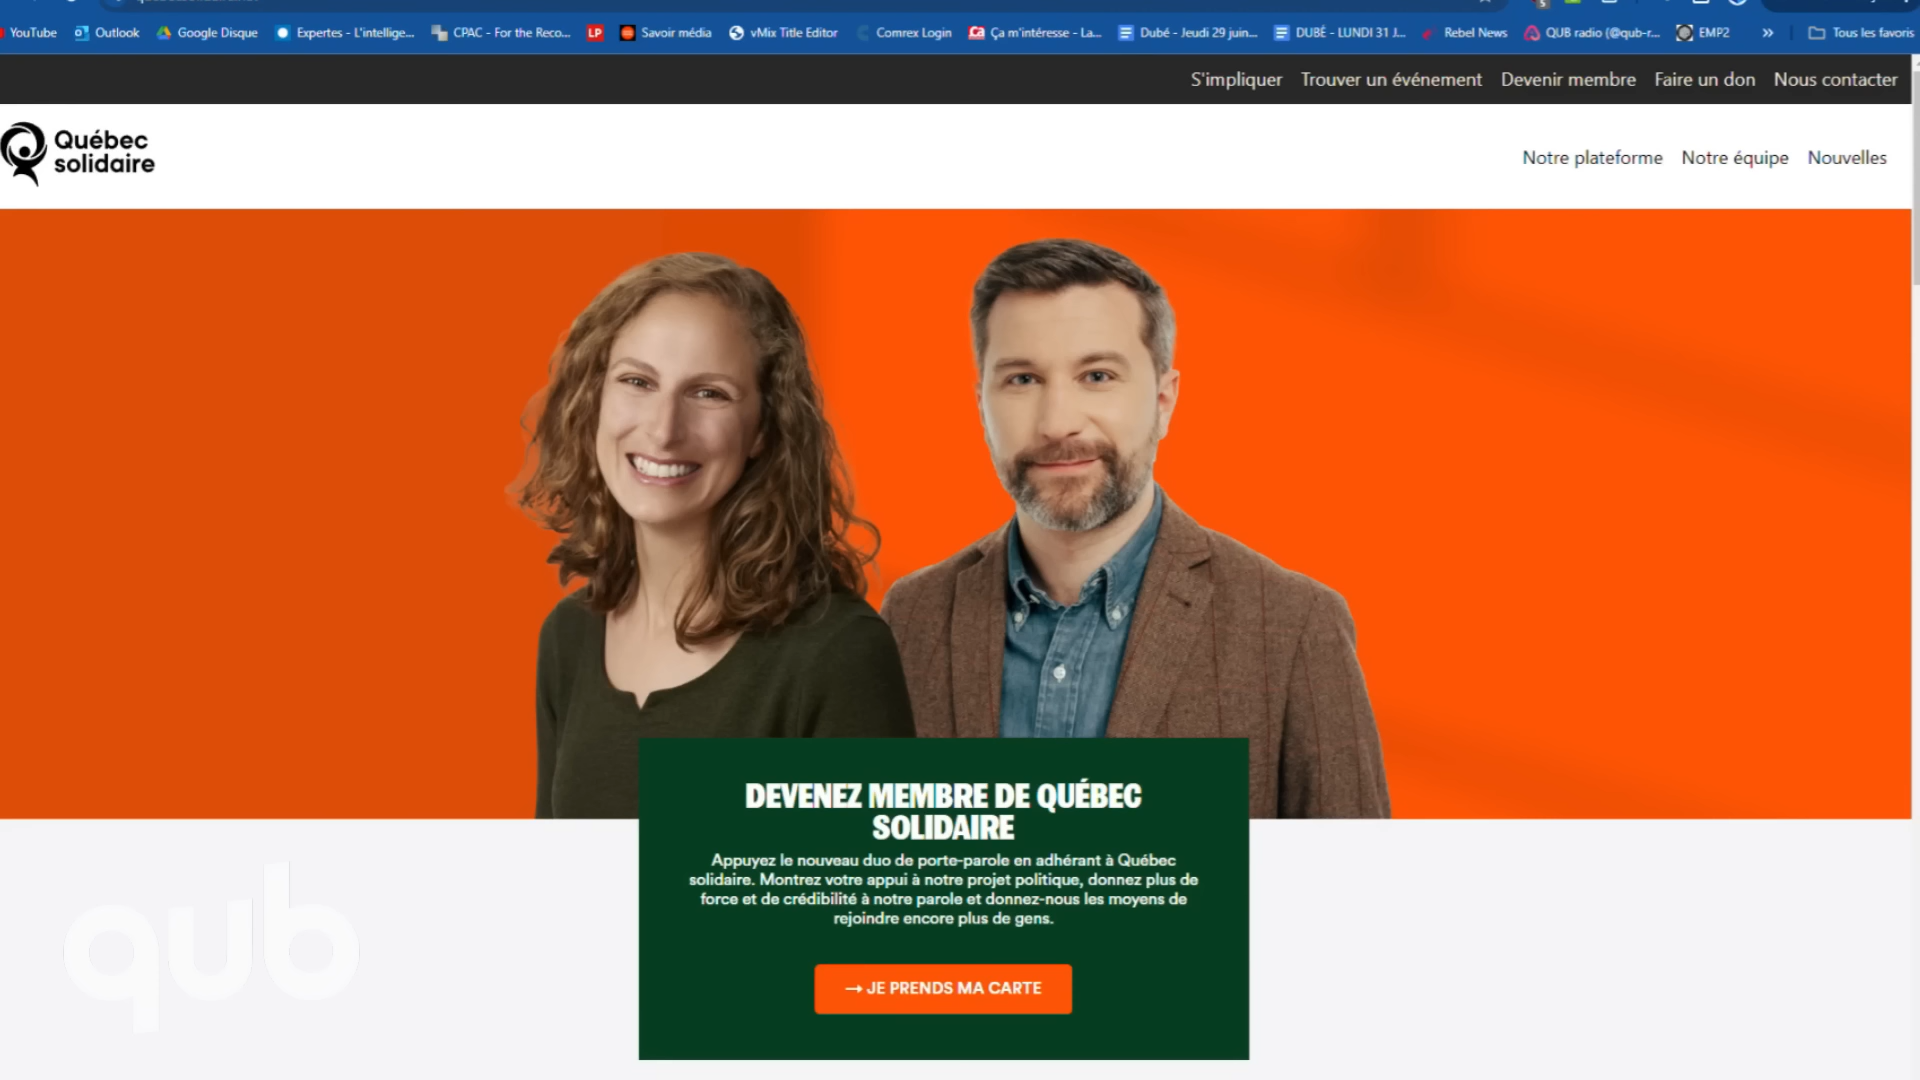 YouTube Outlook Google Disque Expertes - L'intellige... CPAC - For the Reco... LP Savoir média vMix Title Editor Comrex Login Ça m'intéresse - La... Dubé - Jeudi 29 juin... DUBÉ - LUNDI 31 J... Rebel News QUB radio (@qub-r... EMP2 » Tous les favoris
S'impliquer Trouver un événement Devenir membre Faire un don Nous contacter
Québec
solidaire
Notre plateforme Notre équipe Nouvelles
DEVENEZ MEMBRE DE QUÉBEC
SOLIDAIRE
Appuyez le nouveau duo de porte-parole en adhérant à Québec
solidaire. Montrez votre appui à notre projet politique, donnez plus de
force et de crédibilité à notre parole et donnez-nous les moyens de
rejoindre encore plus de gens.
→ JE PRENDS MA CARTE
qub